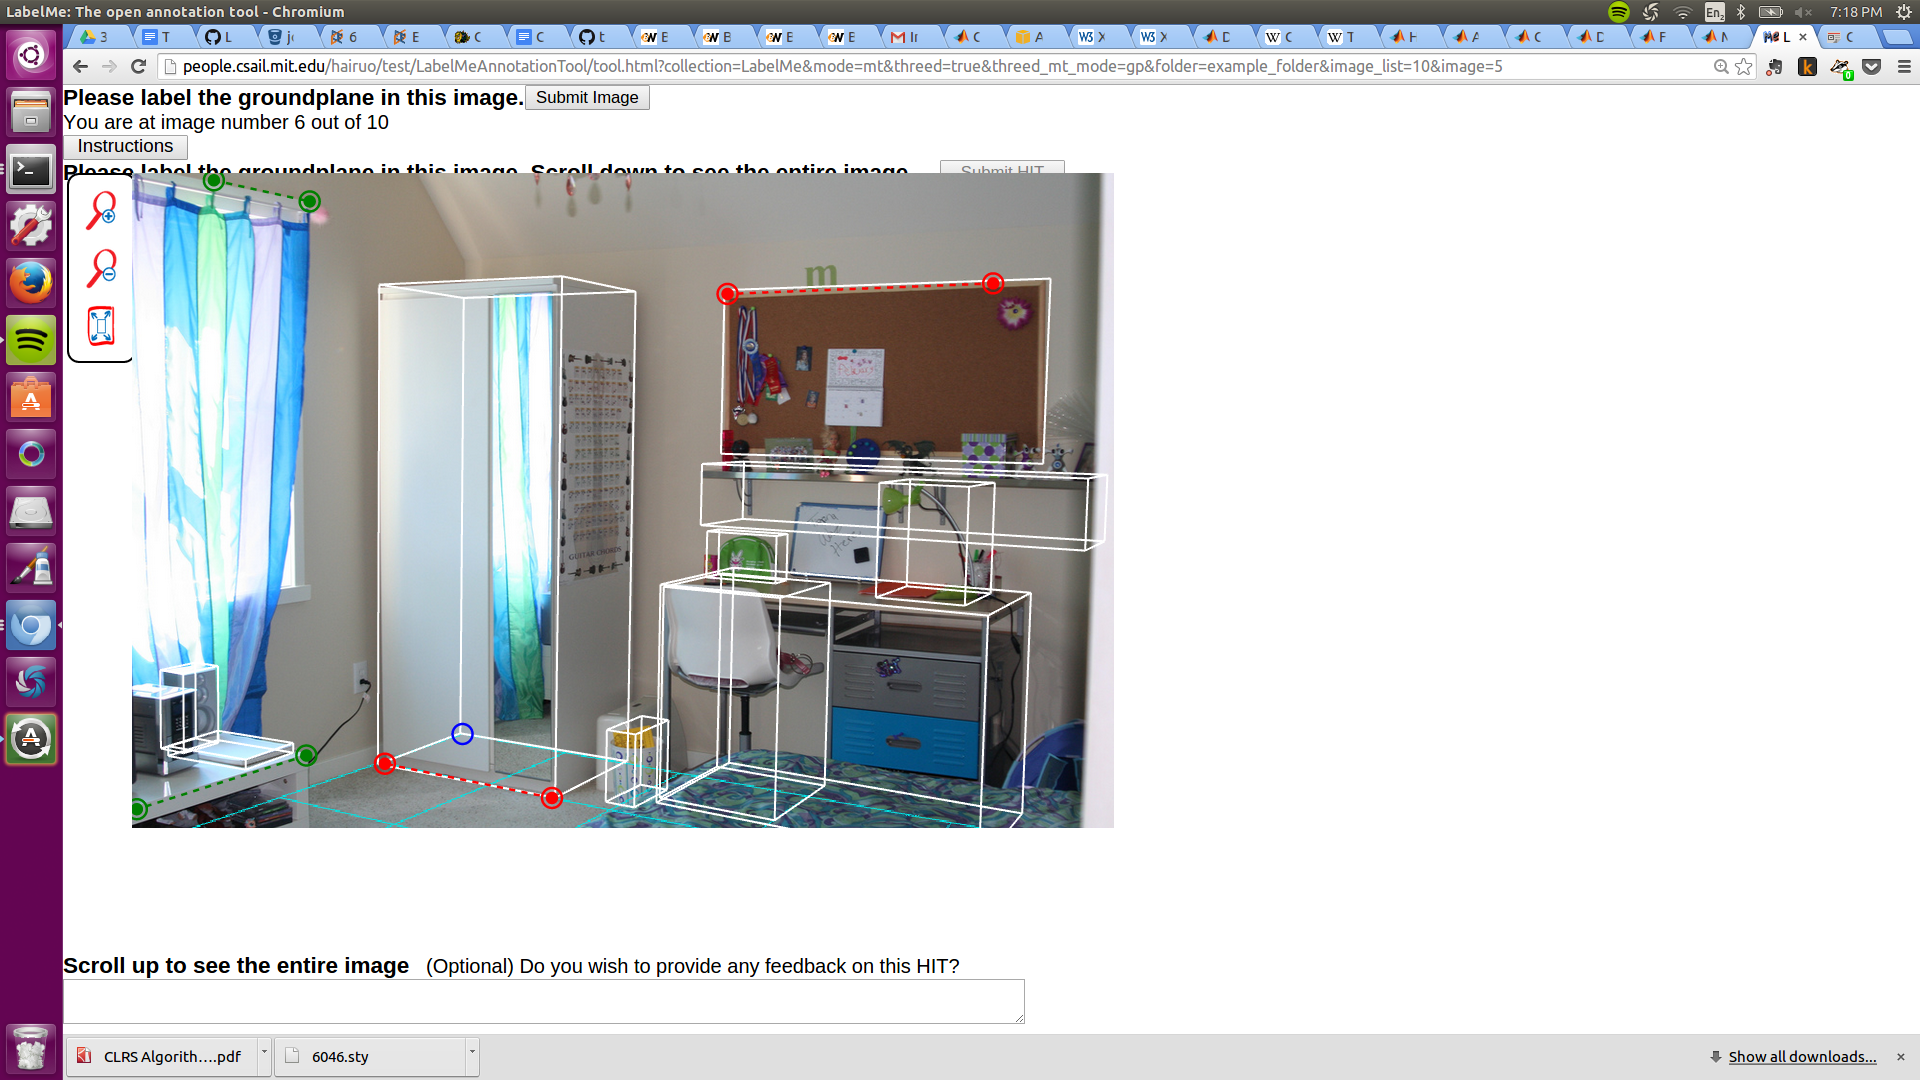 LabelMe: The open annotation tool - Chromium
En2
7:18 PM
3
T
L
6
E
C
C
t
E
B
E
E
C
A
X
X
D
C
T
H
A
C
D
F
L
C
people.csail.mit.edu/hairuo/test/LabelMeAnnotationTool/tool.html?collection=LabelMe&mode=mt&threed=true&threed_mt_mode=gp&folder=example_folder&image_list=10&image=5
Please label the groundplane in this image.
Submit Image
You are at image number 6 out of 10
Instructions
Please label the groundplane in this image. Scroll down to see the entire image
Submit HIT
m
GUITAR CHORDS
Scroll up to see the entire image (Optional) Do you wish to provide any feedback on this HIT?
CLRS Algorith....pdf
6046.sty
Show all downloads...